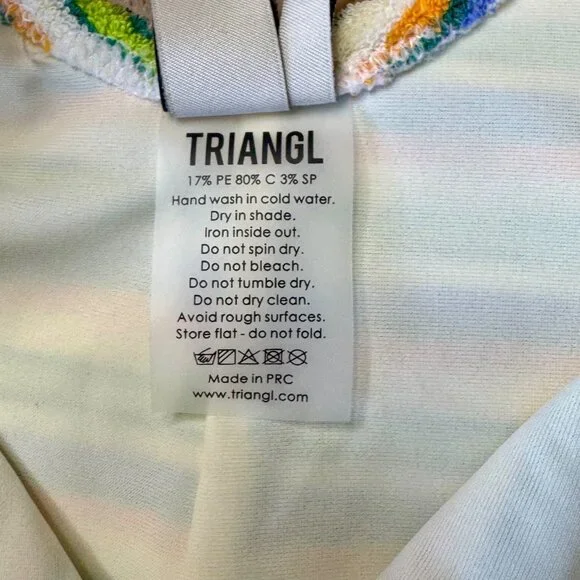 TRIANGL
17% PE 80% C 3% SP
Hand wash in cold water.
Dry in shade.
Iron inside out.
Do not spin dry.
Do not bleach.
Do not tumble dry.
Do not dry clean.
Avoid rough surfaces.
Store flat - do not fold.
Made in PRC
www.triangl.com